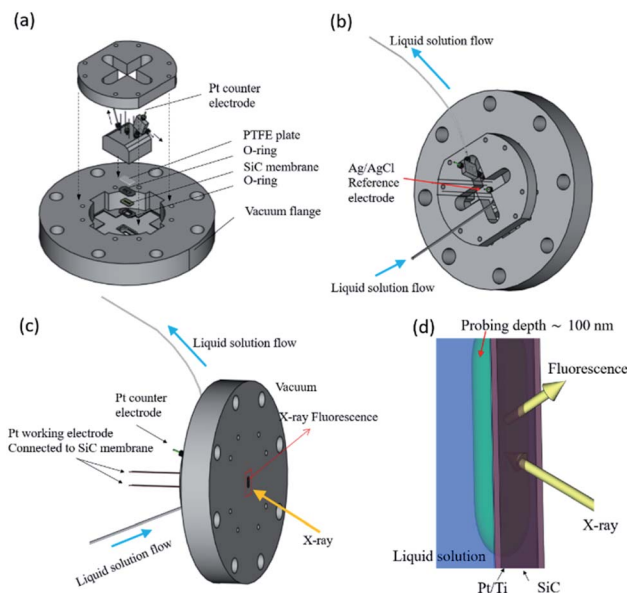 (a)
Pt counter
electrode
PTFE plate
O-ring
SiC membrane
O-ring
Vacuum flange
(b)
Liquid solution flow
Ag/AgCl
Reference
electrode
Liquid solution flow
(c)
Liquid solution flow
Vacuum
Pt counter
electrode
X-ray Fluorescence
Pt working electrode
Connected to SiC membrane
X-ray
Liquid solution flow
(d)
Probing depth ~ 100 nm
Fluorescence
X-ray
Liquid solution
Pt/Ti
SiC